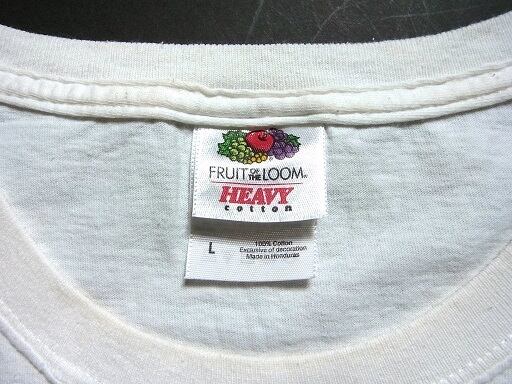 FRUIT OF THE LOOM
HEAVY
cotton
L
100% Cotton
Exclusive of decoration
Made in Honduras